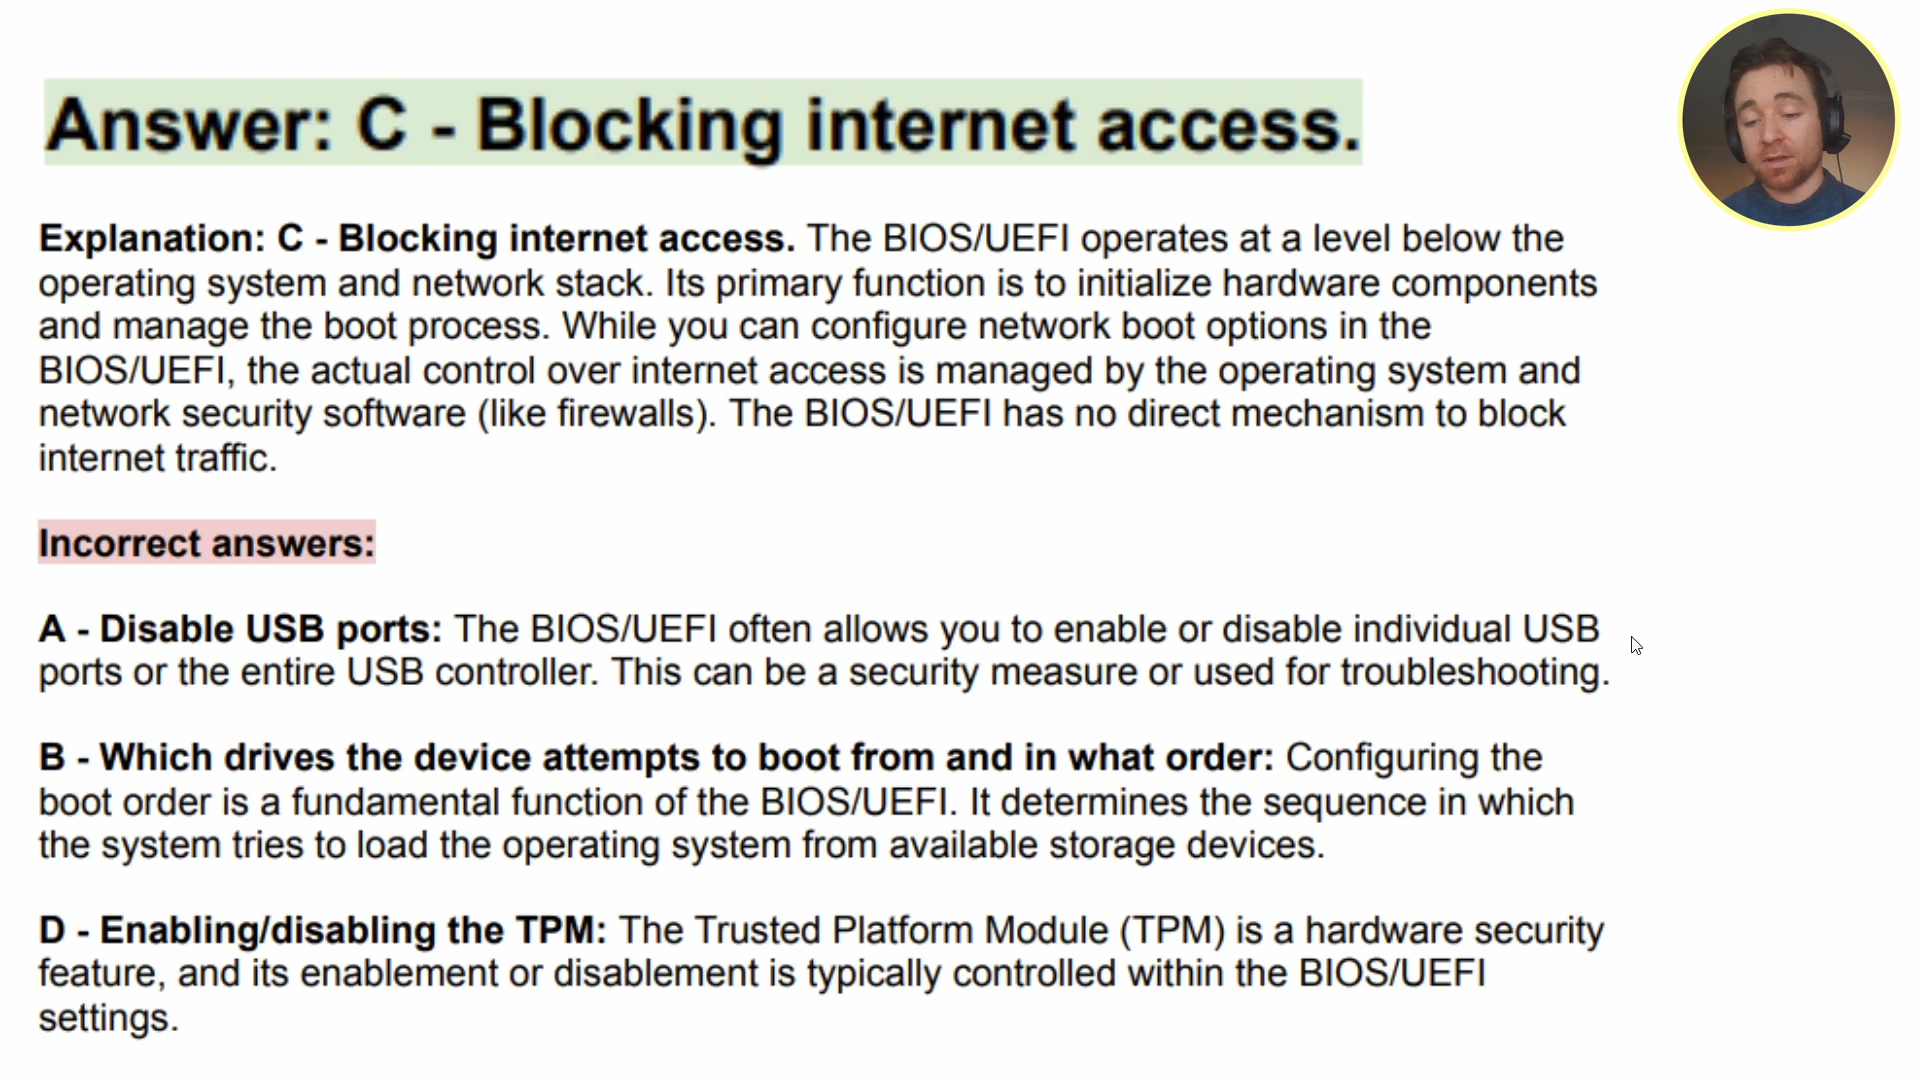 Answer: C - Blocking internet access.
Explanation: C - Blocking internet access. The BIOS/UEFI operates at a level below the
operating system and network stack. Its primary function is to initialize hardware components
and manage the boot process. While you can configure network boot options in the
BIOS/UEFI, the actual control over internet access is managed by the operating system and
network security software (like firewalls). The BIOS/UEFI has no direct mechanism to block
internet traffic.
Incorrect answers:
A - Disable USB ports: The BIOS/UEFI often allows you to enable or disable individual USB
ports or the entire USB controller. This can be a security measure or used for troubleshooting.
B - Which drives the device attempts to boot from and in what order: Configuring the
boot order is a fundamental function of the BIOS/UEFI. It determines the sequence in which
the system tries to load the operating system from available storage devices.
D - Enabling/disabling the TPM: The Trusted Platform Module (TPM) is a hardware security
feature, and its enablement or disablement is typically controlled within the BIOS/UEFI
settings.